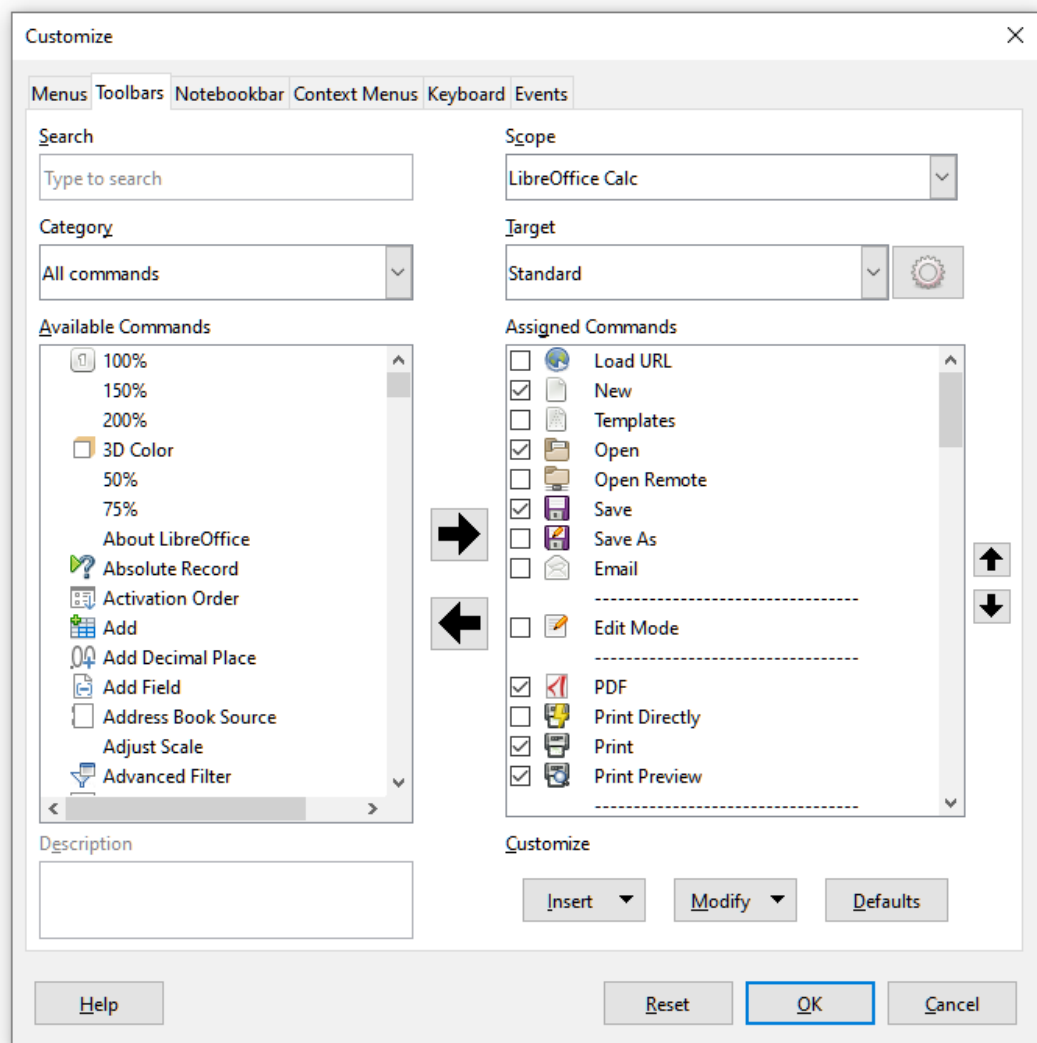 Customize
Menus Toolbars Notebookbar Context Menus Keyboard Events
Search
Type to search
Category
All commands
Available Commands
100%
150%
200%
3D Color
50%
75%
About LibreOffice
Absolute Record
Activation Order
Add
Add Decimal Place
Add Field
Address Book Source
Adjust Scale
Advanced Filter
Description
Scope
LibreOffice Calc
Target
Standard
Assigned Commands
Load URL
New
Templates
Open
Open Remote
Save
Save As
Email
----------------------------------
Edit Mode
----------------------------------
PDF
Print Directly
Print
Print Preview
----------------------------------
Customize
Insert Modify Defaults
Help Reset OK Cancel